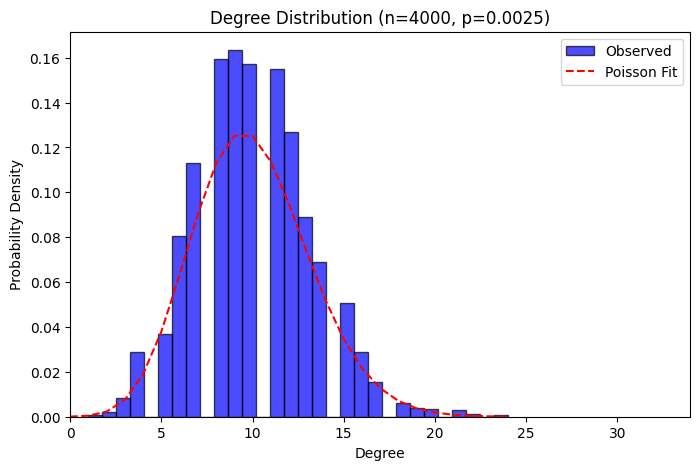 Degree Distribution (n=4000, p=0.0025)
Observed
Poisson Fit
Probability Density
0.16
0.14
0.12
0.10
0.08
0.06
0.04
0.02
0.00
0 5 10 15 20 25 30
Degree